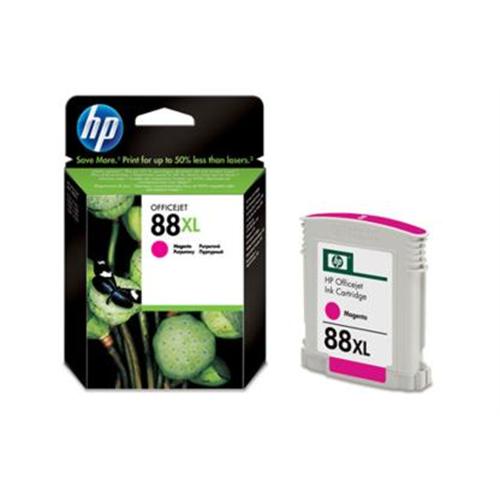 hp
Save More. Print for up to 50% less than lasers.
OFFICEJET
88XL
Magenta
Purpurowy
hp
HP Officejet
Ink Cartridge
Magenta
88XL